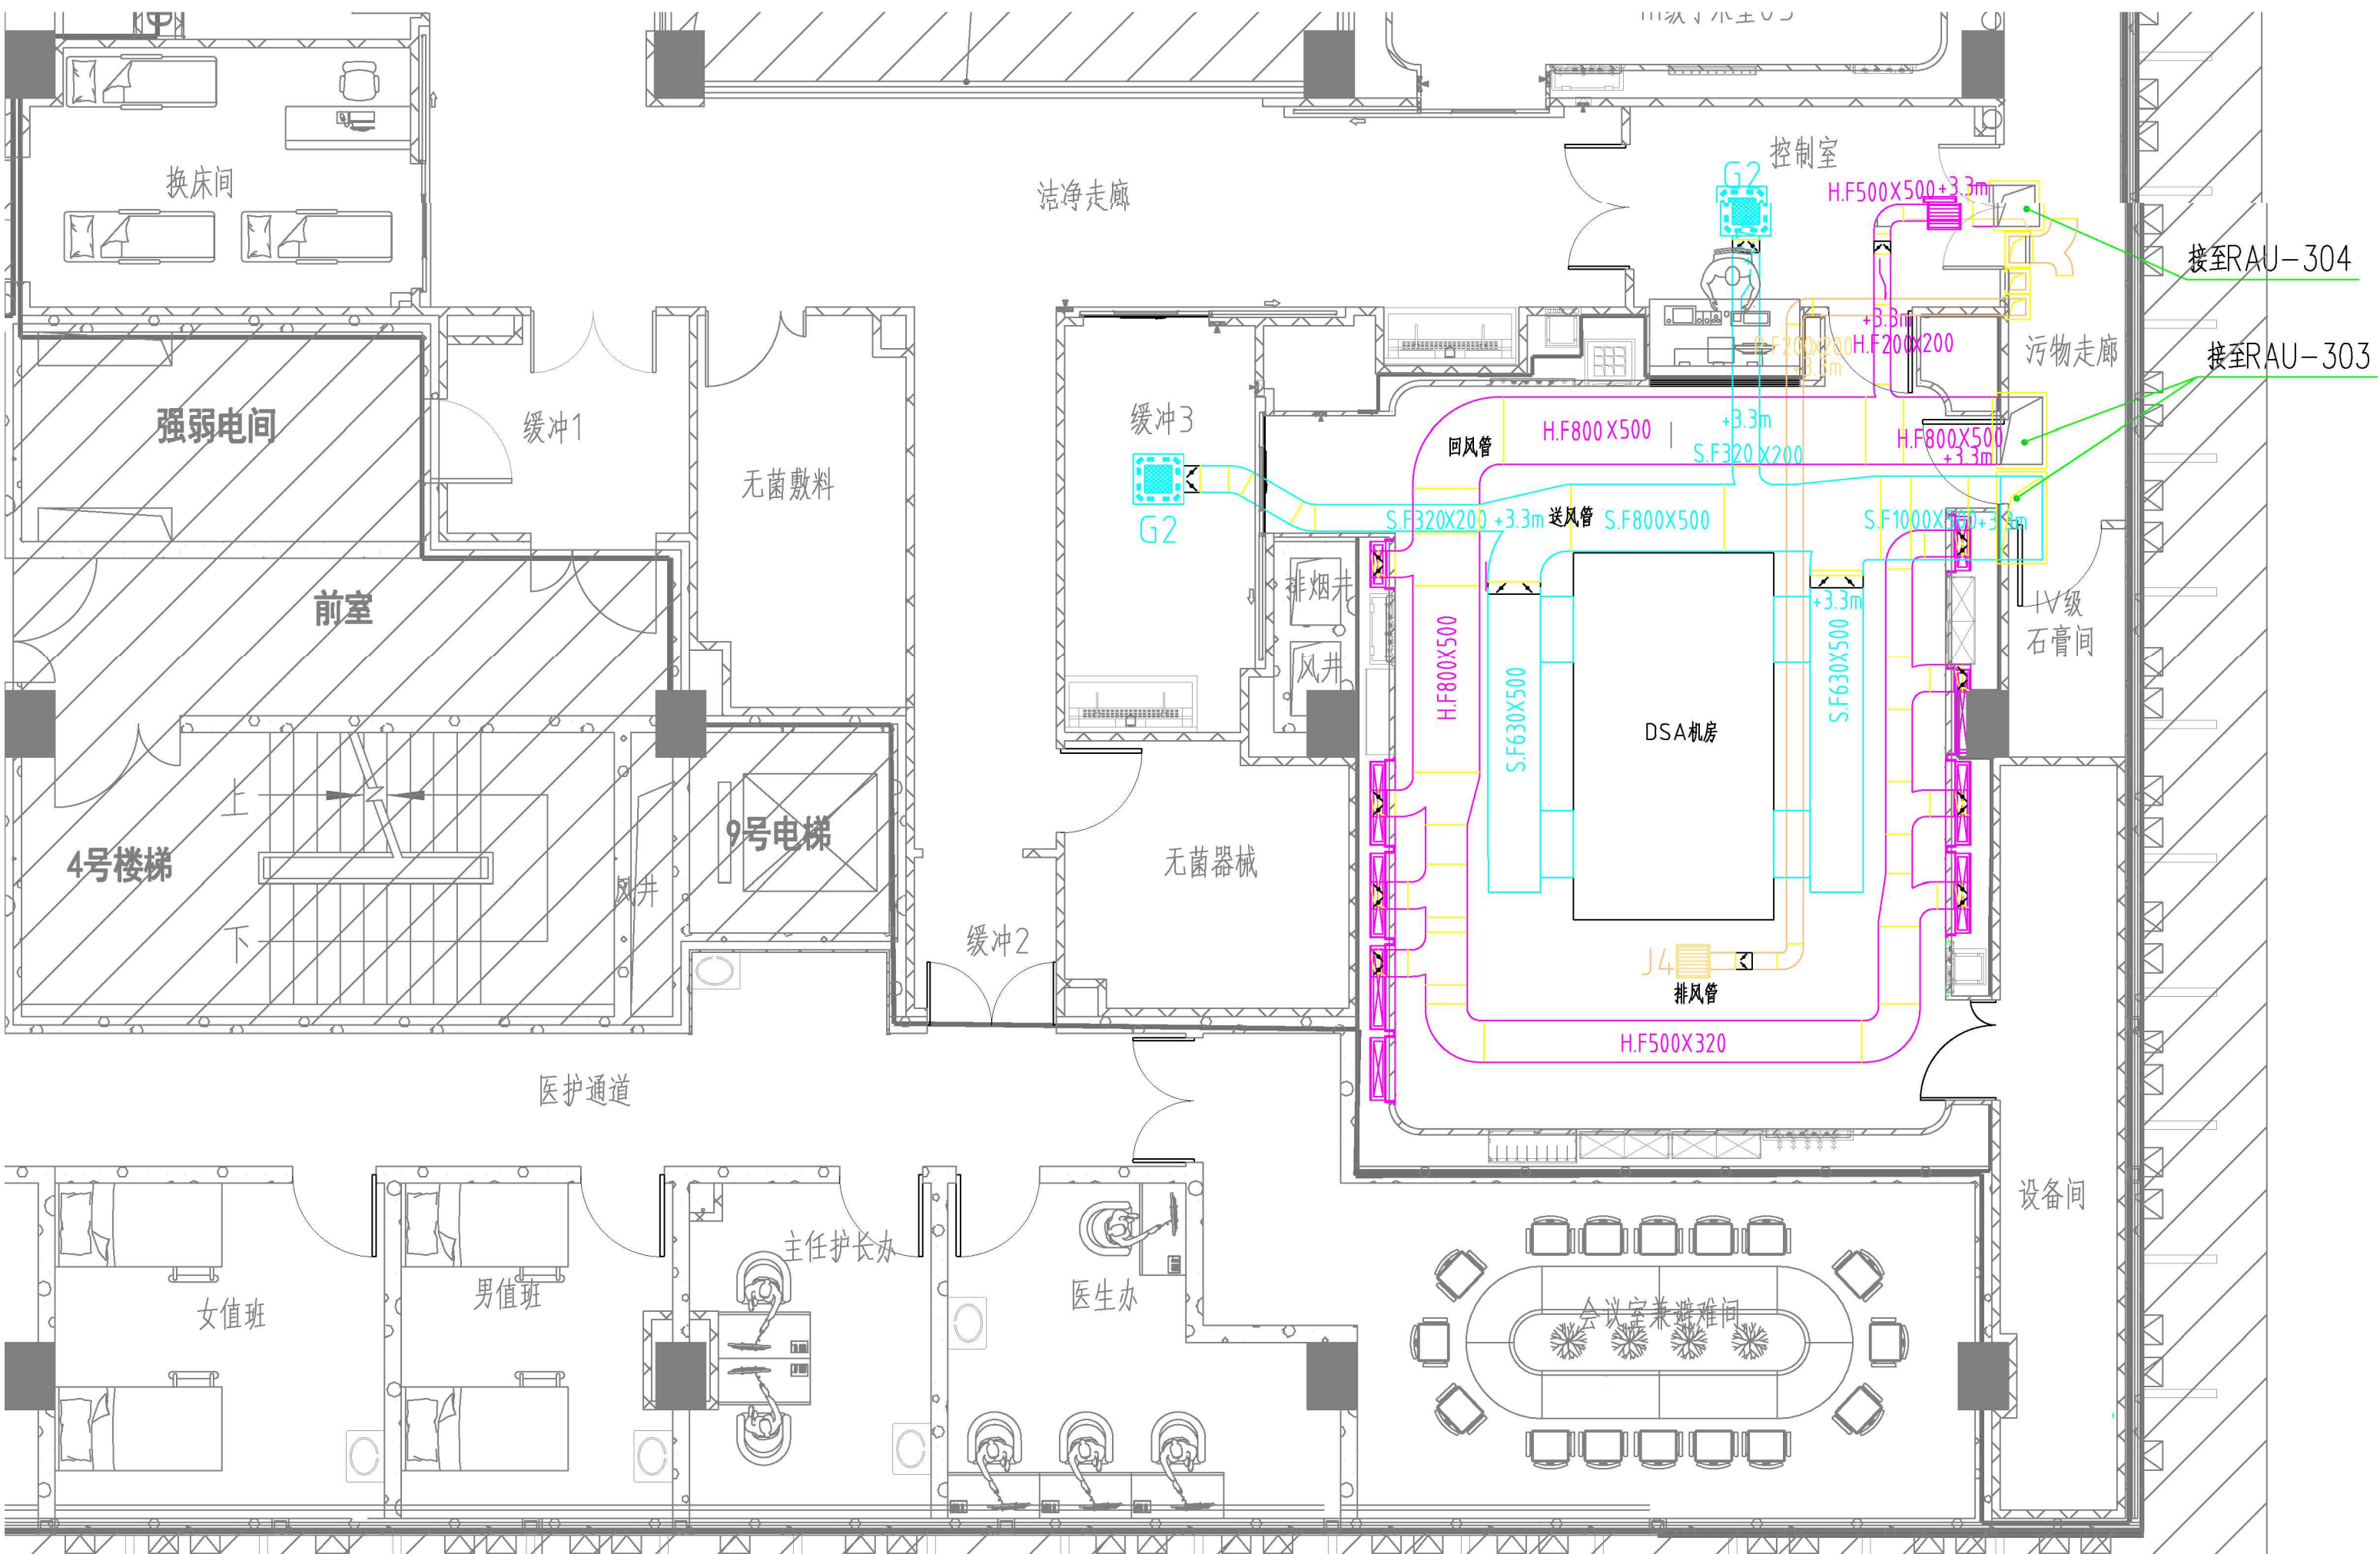 控制室
G2
换床间
洁净走廊
H.F500X500
+3.3m
接至RAU-304
+3.3m
H.F200X200
+3.3m
污物走廊
接至RAU-303
强弱电间
缓冲1
无菌敷料
缓冲3
G2
回风管
H.F800X500
+3.3m
S.F320X200
H.F800X500
+3.3m
S.F320X200 +3.3m
送风管
S.F800X500
S.F1000X500+3.3m
前室
排烟井
风井
H.F800X500
S.F630X500
DSA机房
+3.3m
S.F630X500
IV级
石膏间
上
下
4号楼梯
风井
9号电梯
无菌器械
缓冲2
J4
排风管
H.F500X320
医护通道
设备间
女值班
男值班
主任护长办
医生办
会议室兼避难间